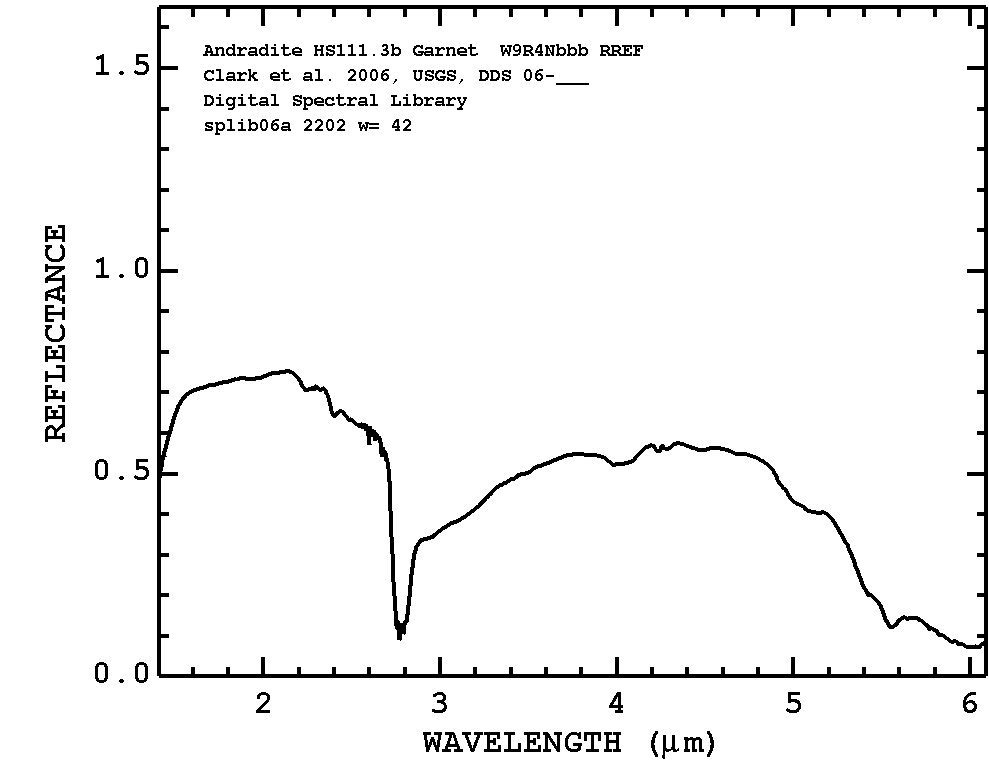 Andradite HS111.3b Garnet  W9R4Nbbb RREF
Clark et al. 2006, USGS, DDS 06-___
Digital Spectral Library
splib06a 2202 w= 42
1.5
1.0
0.5
0.0
REFLECTANCE
2 3 4 5 6
WAVELENGTH (μm)